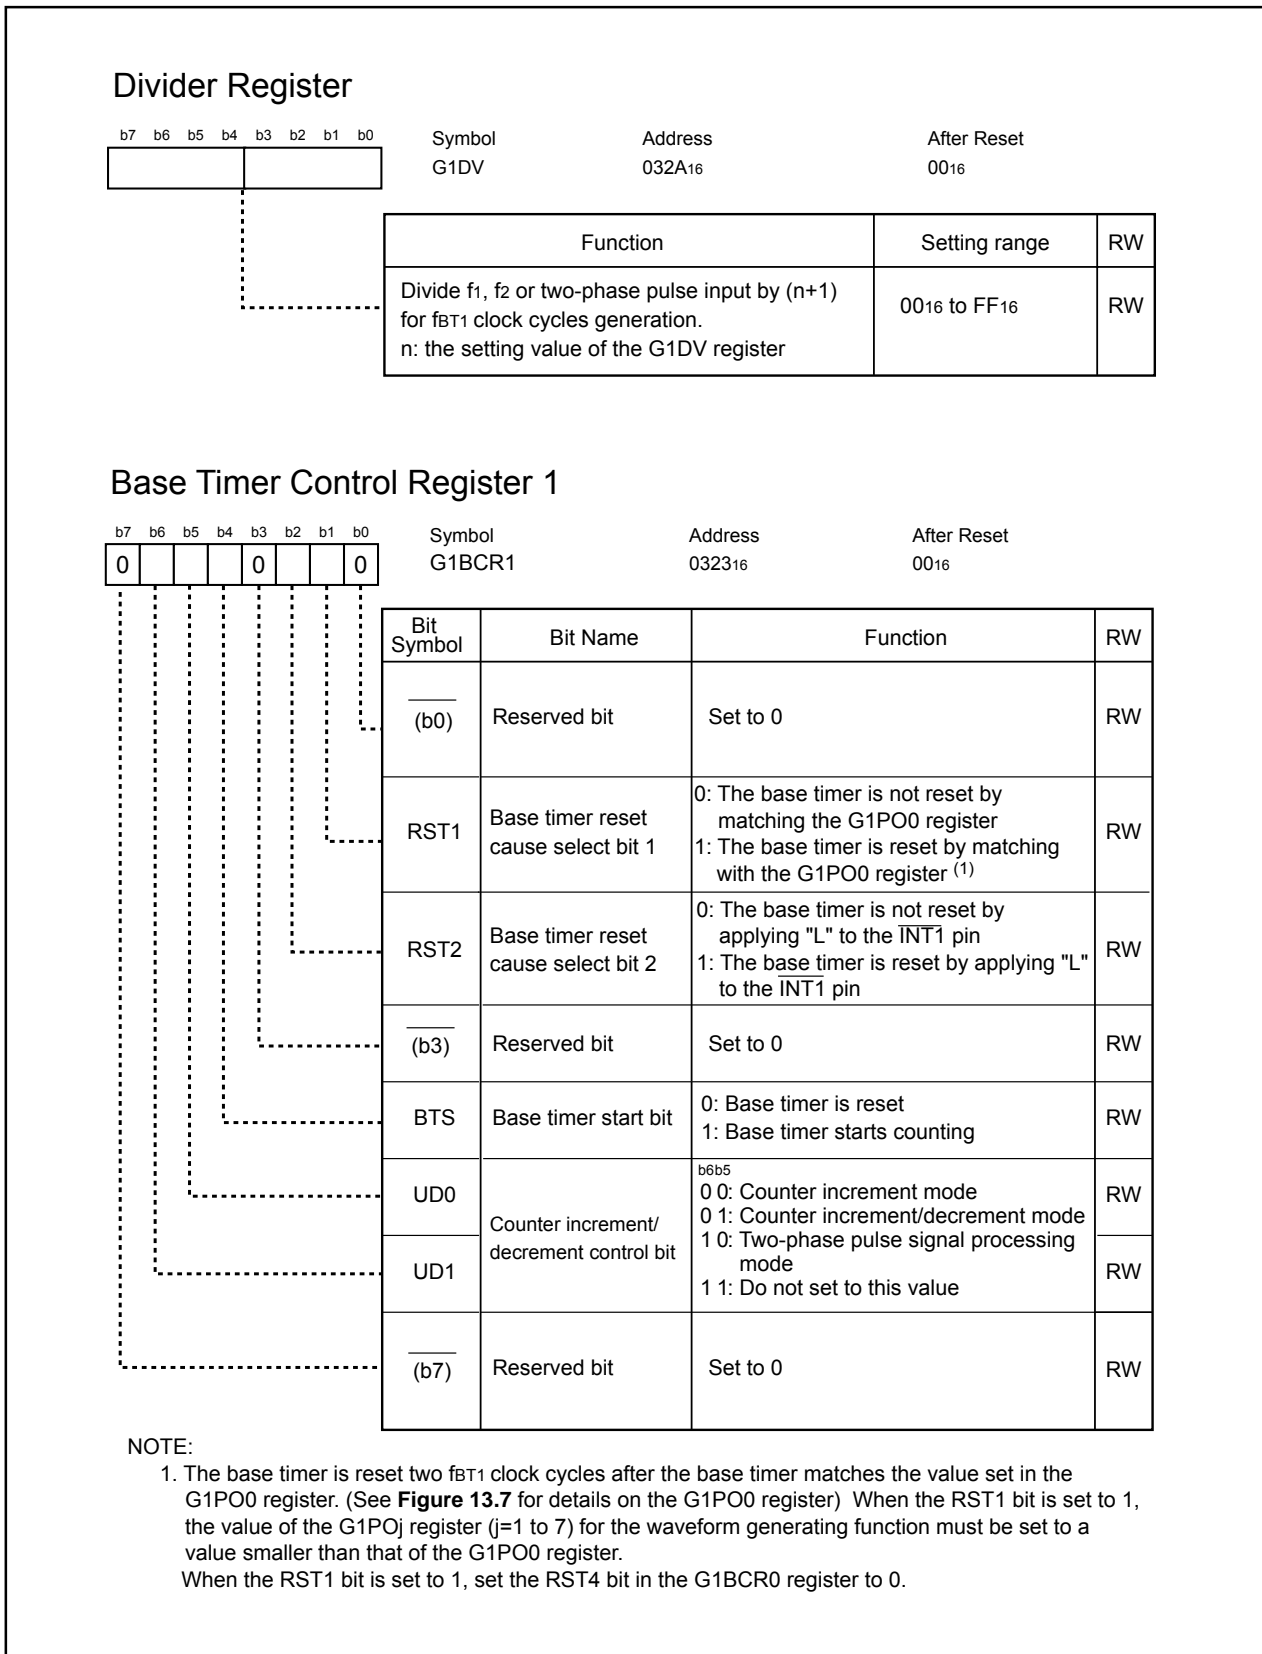 Divider Register
b7 b6 b5 b4 b3 b2 b1 b0
Symbol Address After Reset
G1DV 032A16 0016
Function Setting range RW
Divide f1, f2 or two-phase pulse input by (n+1)
for fBT1 clock cycles generation.
n: the setting value of the G1DV register
0016 to FF16 RW
Base Timer Control Register 1
b7 b6 b5 b4 b3 b2 b1 b0
0 0 0
Symbol Address After Reset
G1BCR1 032316 0016
Bit
Symbol
Bit Name Function RW
(b0) Reserved bit Set to 0 RW
RST1
Base timer reset
cause select bit 1
0: The base timer is not reset by
matching the G1PO0 register
1: The base timer is reset by matching
with the G1PO0 register (1)
RW
RST2
Base timer reset
cause select bit 2
0: The base timer is not reset by
applying "L" to the INT1 pin
1: The base timer is reset by applying "L"
to the INT1 pin
RW
(b3) Reserved bit Set to 0 RW
BTS Base timer start bit
0: Base timer is reset
1: Base timer starts counting
RW
UD0
UD1
Counter increment/
decrement control bit
b6b5
0 0: Counter increment mode
0 1: Counter increment/decrement mode
1 0: Two-phase pulse signal processing
mode
1 1: Do not set to this value
RW
RW
(b7) Reserved bit Set to 0 RW
NOTE:
1. The base timer is reset two fBT1 clock cycles after the base timer matches the value set in the
G1PO0 register. (See Figure 13.7 for details on the G1PO0 register) When the RST1 bit is set to 1,
the value of the G1POj register (j=1 to 7) for the waveform generating function must be set to a
value smaller than that of the G1PO0 register.
When the RST1 bit is set to 1, set the RST4 bit in the G1BCR0 register to 0.